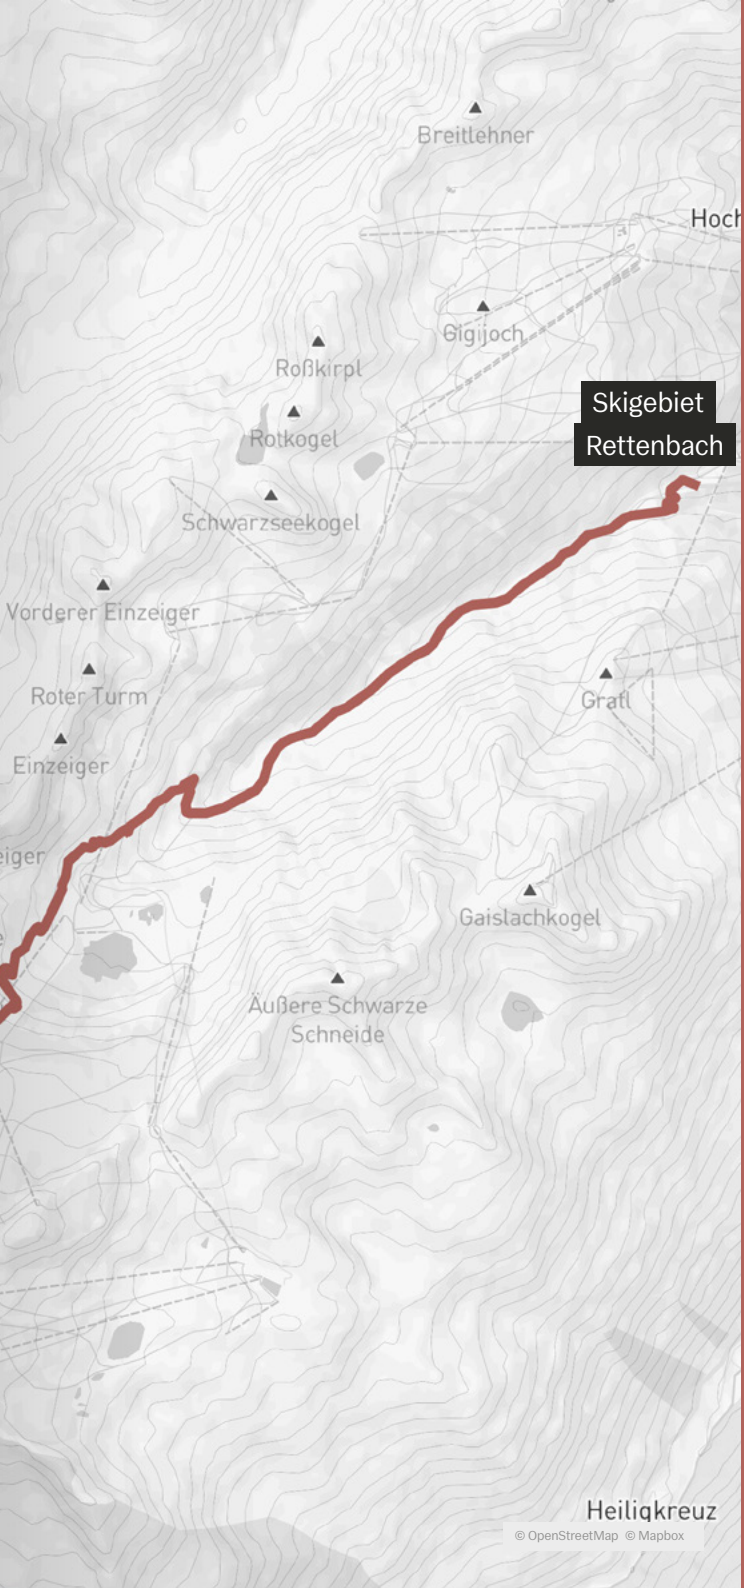 Breitlehner
Hoch
Gigijoch
Roßkirpl
Skigebiet
Rettenbach
Rotkogel
Schwarzseekogel
Vorderer Einzeiger
Roter Turm
Gratl
Einzeiger
eiger
Gaislachkogel
Äußere Schwarze
Schneide
Heiligkreuz
© OpenStreetMap © Mapbox